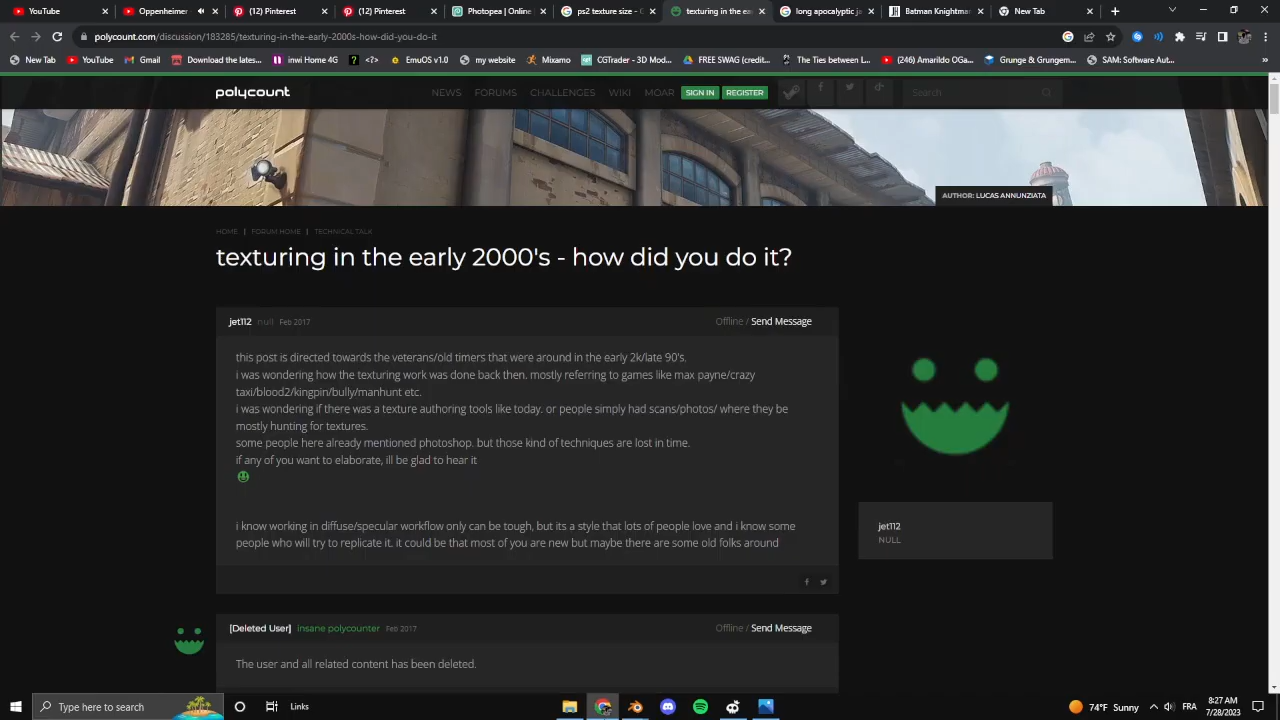 YouTube
Oppenheimer
(12) Pinterest
(12) Pinterest
Photopea | Online
ps2 texture size -
texturing in the ea
long apocalyptic ja
Batman Knightmar
New Tab
polycount.com/discussion/183285/texturing-in-the-early-2000s-how-did-you-do-it
New Tab
YouTube
Gmail
Download the lates...
inwi Home 4G
</>
EmuOS v1.0
my website
Mixamo
CGTrader - 3D Mod...
FREE SWAG (credit...
The Ties between L...
(246) Amarildo OGa...
Grunge & Grungem...
SAM: Software Aut...
polycount
NEWS
FORUMS
CHALLENGES
WIKI
MOAR
SIGN IN
REGISTER
Search
AUTHOR: LUCAS ANNUNZIATA
HOME | FORUM HOME | TECHNICAL TALK
texturing in the early 2000's - how did you do it?
jet112 null Feb 2017
Offline / Send Message
this post is directed towards the veterans/old timers that were around in the early 2k/late 90's.
i was wondering how the texturing work was done back then. mostly referring to games like max payne/crazy
taxi/blood2/kingpin/bully/manhunt etc.
i was wondering if there was a texture authoring tools like today. or people simply had scans/photos/ where they be
mostly hunting for textures.
some people here already mentioned photoshop. but those kind of techniques are lost in time.
if any of you want to elaborate, ill be glad to hear it
i know working in diffuse/specular workflow only can be tough, but its a style that lots of people love and i know some
people who will try to replicate it. it could be that most of you are new but maybe there are some old folks around
jet112
NULL
[Deleted User] insane polycounter Feb 2017
Offline / Send Message
The user and all related content has been deleted.
Type here to search
Links
74°F Sunny
FRA
8:27 AM
7/28/2023